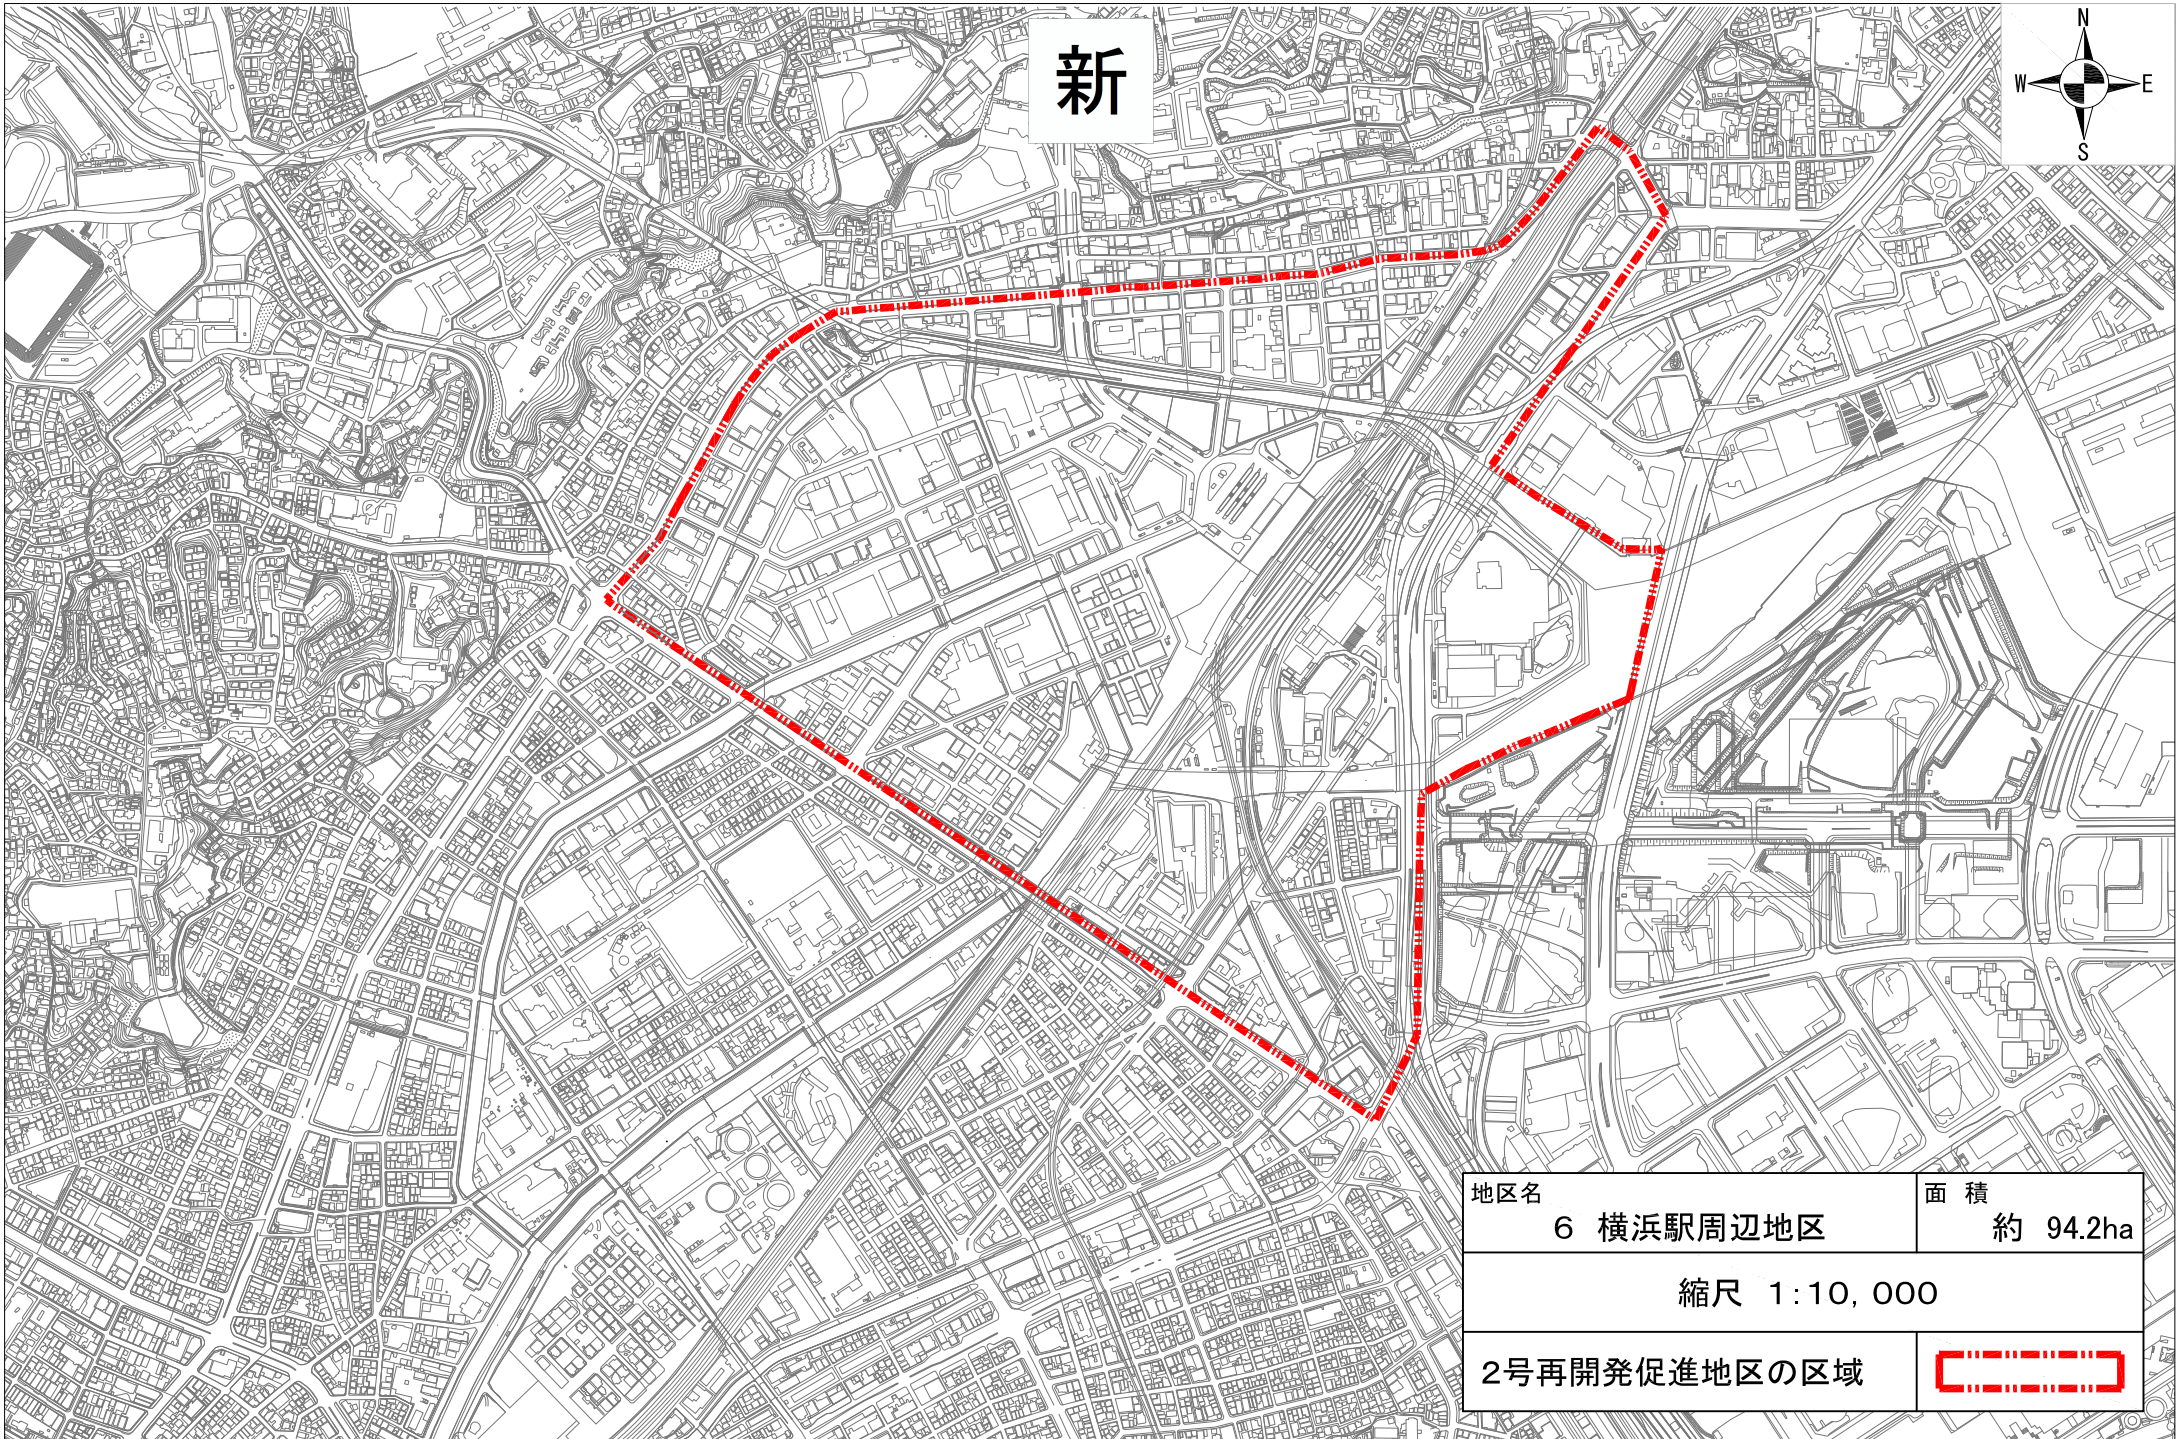 新
N
W E
S
地区名
6 横浜駅周辺地区
面 積
約 94.2ha
縮尺 1:10,000
2号再開発促進地区の区域